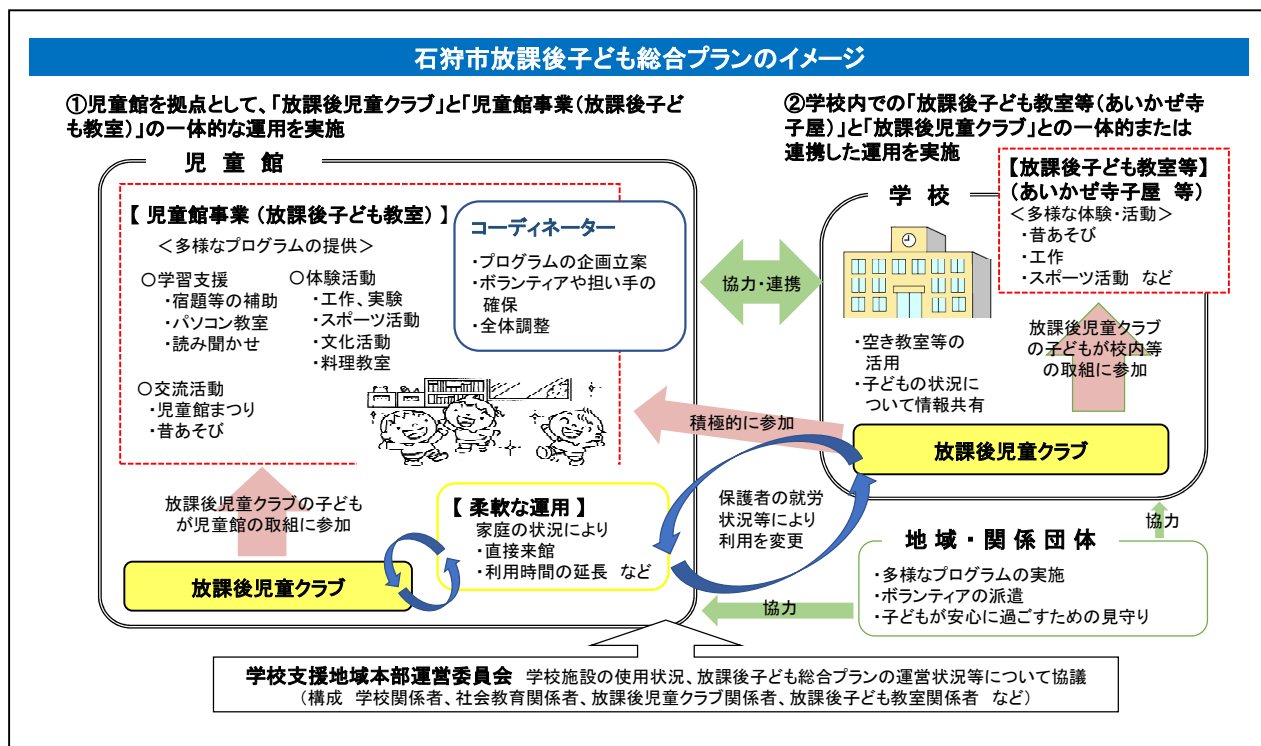 石狩市放課後子ども総合プランのイメージ
①児童館を拠点として、「放課後児童クラブ」と「児童館事業(放課後子ど
も教室)」の一体的な運用を実施
児 童 館
【 児童館事業 (放課後子ども教室) 】
＜多様なプログラムの提供＞
○学習支援
・宿題等の補助
・パソコン教室
・読み聞かせ
○体験活動
・工作、実験
・スポーツ活動
・文化活動
・料理教室
○交流活動
・児童館まつり
・昔あそび
コーディネーター
・プログラムの企画立案
・ボランティアや担い手の
確保
・全体調整
放課後児童クラブの子ども
が児童館の取組に参加
放課後児童クラブ
【 柔軟な運用 】
家庭の状況により
・直接来館
・利用時間の延長 など
協力・連携
積極的に参加
保護者の就労
状況等により
利用を変更
②学校内での「放課後子ども教室等(あいかぜ寺
子屋)」と「放課後児童クラブ」との一体的または
連携した運用を実施
学 校
【放課後子ども教室等】
(あいかぜ寺子屋 等)
＜多様な体験・活動＞
・昔あそび
・工作
・スポーツ活動 など
・空き教室等の
活用
・子どもの状況に
ついて情報共有
放課後児童クラブ
の子どもが校内等
の取組に参加
放課後児童クラブ
協力
地 域 ・ 関 係 団 体
・多様なプログラムの実施
・ボランティアの派遣
・子どもが安心に過ごすための見守り
協力
学校支援地域本部運営委員会 学校施設の使用状況、放課後子ども総合プランの運営状況等について協議
(構成 学校関係者、社会教育関係者、放課後児童クラブ関係者、放課後子ども教室関係者 など)